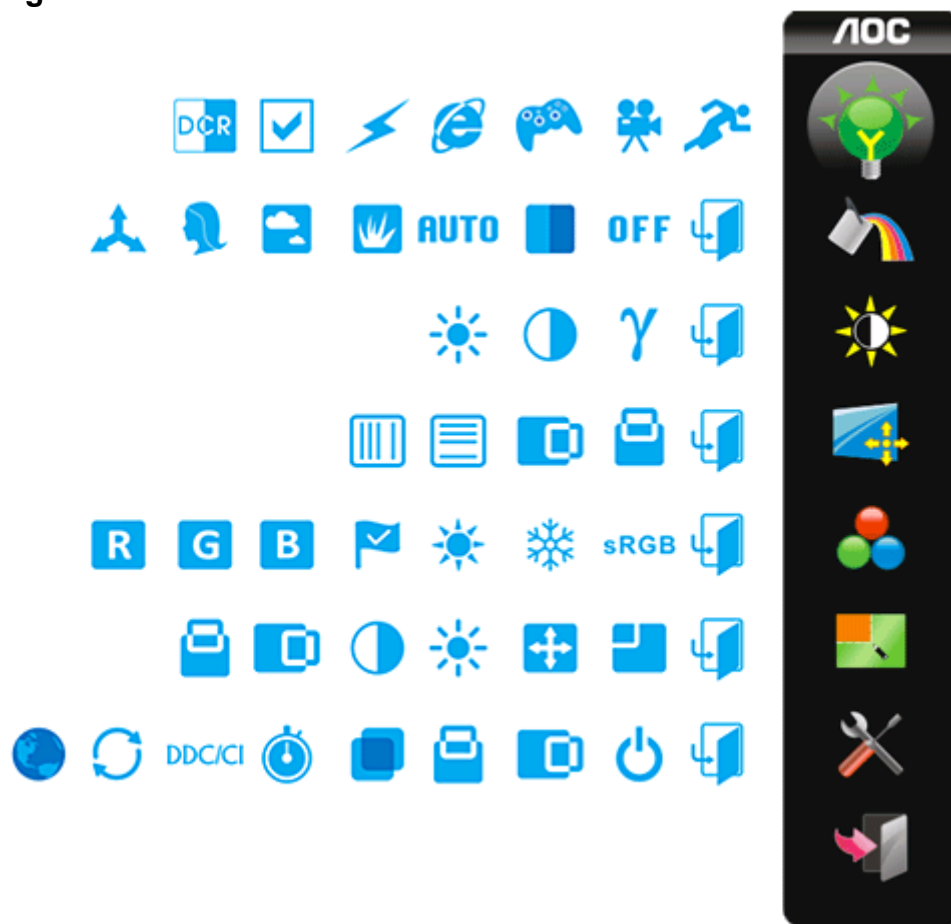 g
AOC
DCR
AUTO OFF
γ
R G B sRGB
DDC/CI